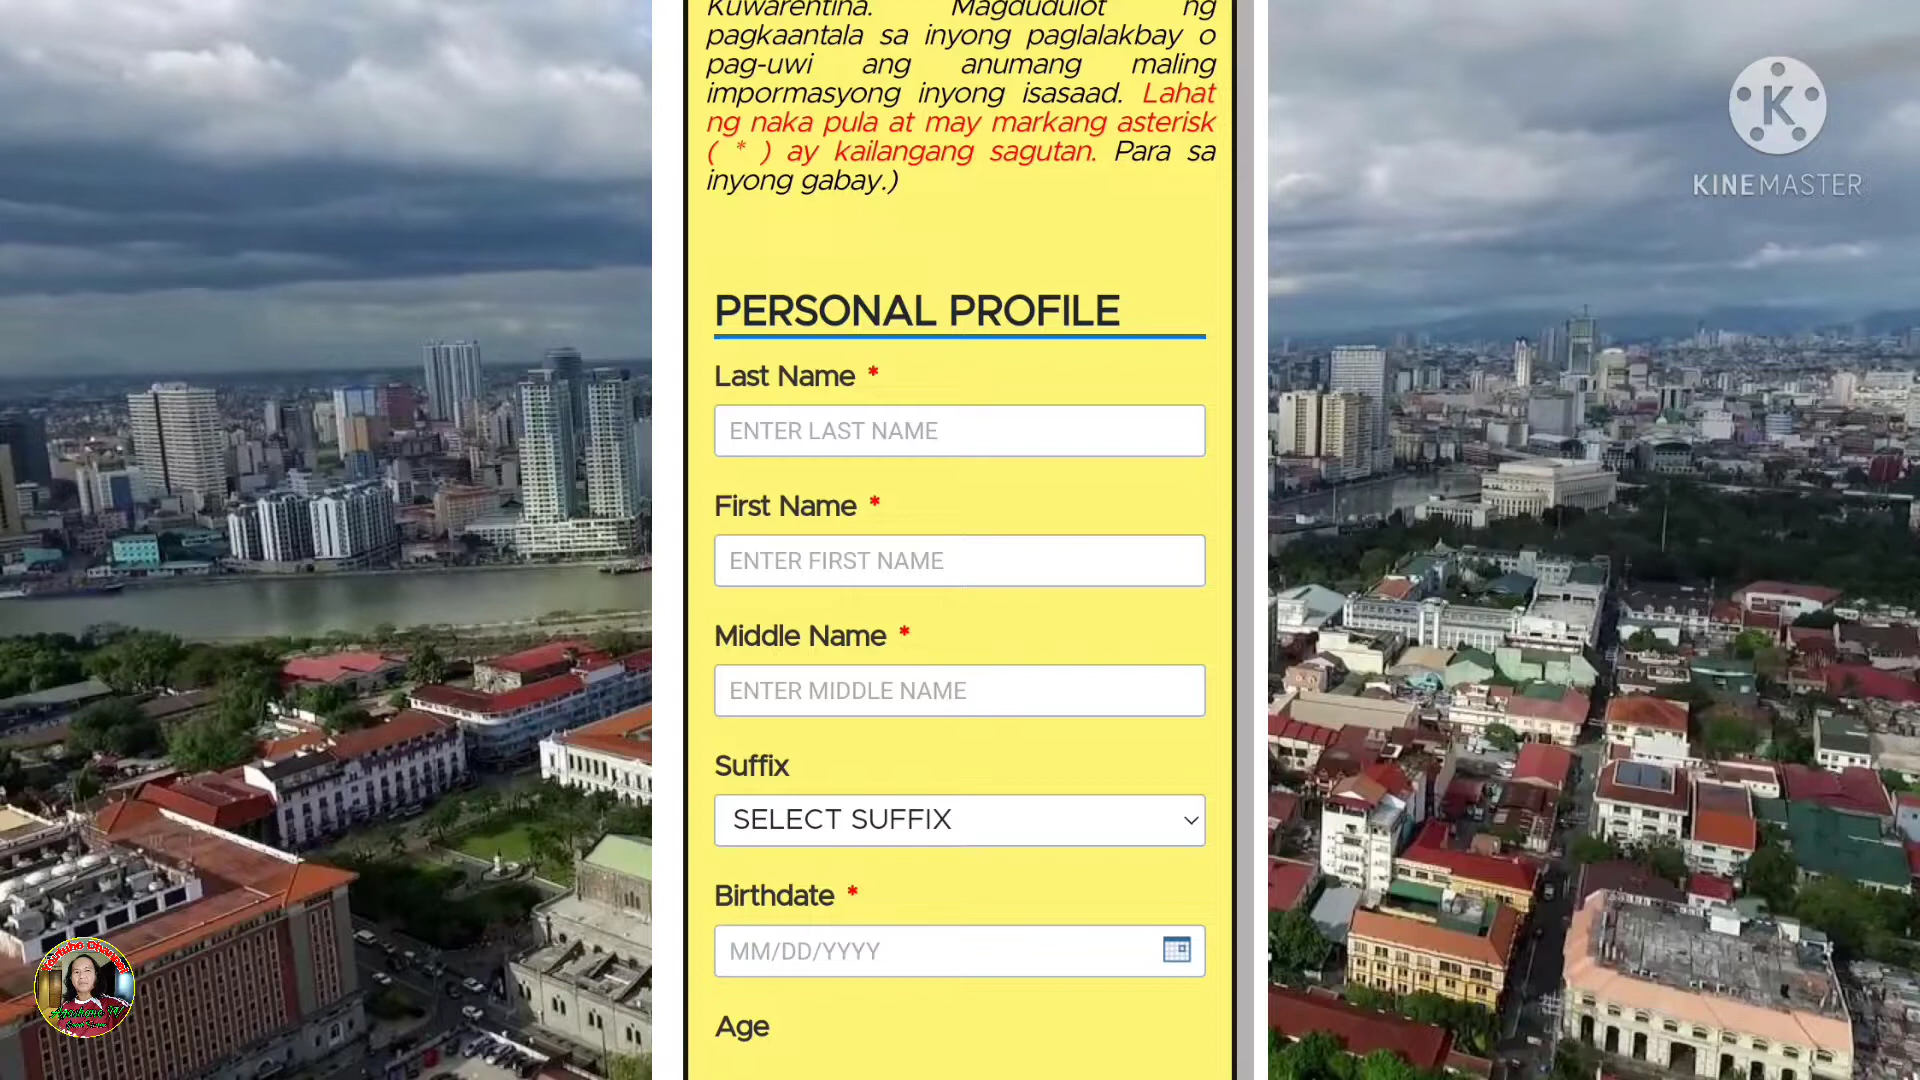 Kuwarentina. Magdudulot ng
pagkaantala sa inyong paglalakbay o
pag-uwi ang anumang maling
impormasyong inyong isasaad. Lahat
ng naka pula at may markang asterisk
( * ) ay kailangang sagutan. Para sa
inyong gabay.)
K
KINEMASTER
PERSONAL PROFILE
Last Name *
ENTER LAST NAME
First Name *
ENTER FIRST NAME
Middle Name *
ENTER MIDDLE NAME
Suffix
SELECT SUFFIX
Birthdate *
MM/DD/YYYY
Age
Youtube Channel